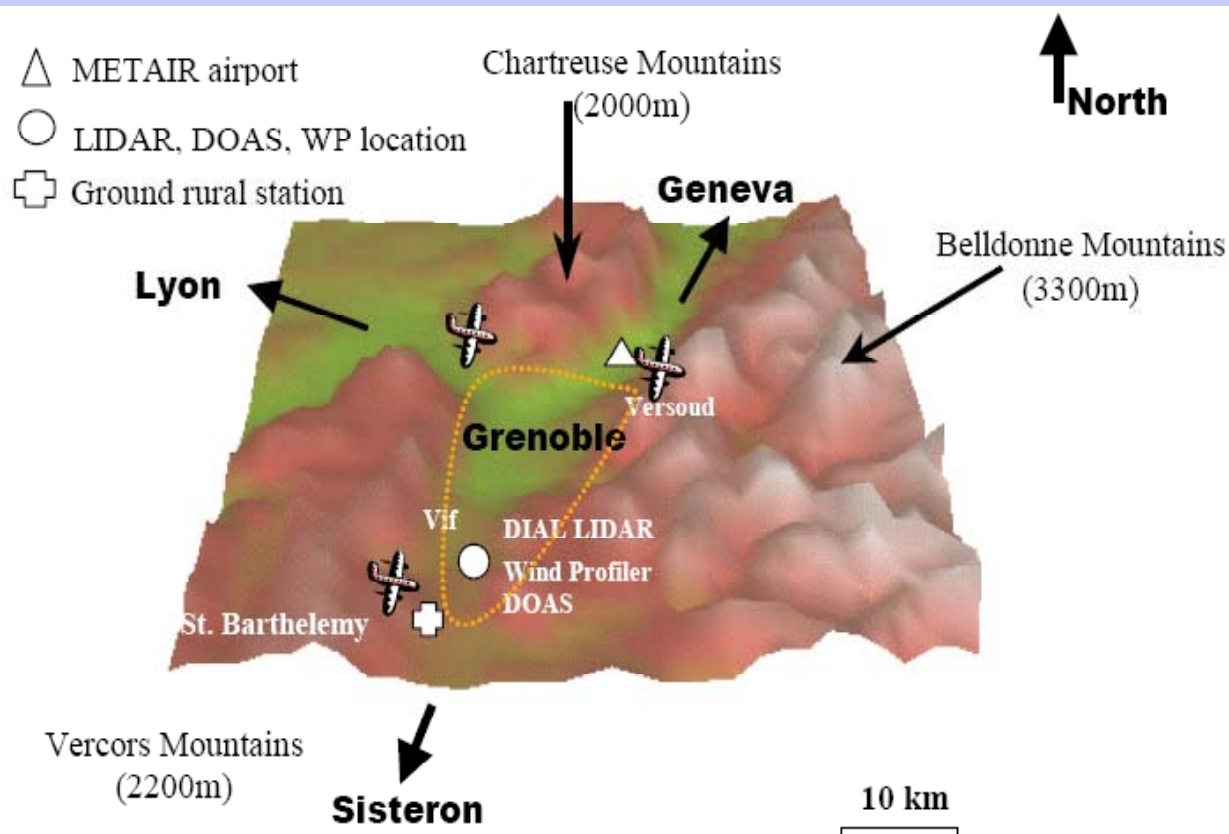 METAIR airport
LIDAR, DOAS, WP location
Ground rural station
Chartreuse Mountains
(2000m)
North
Geneva
Belldonne Mountains
(3300m)
Lyon
Versoud
Grenoble
Vif
DIAL LIDAR
Wind Profiler
DOAS
St. Barthelemy
Vercors Mountains
(2200m)
Sisteron
10 km